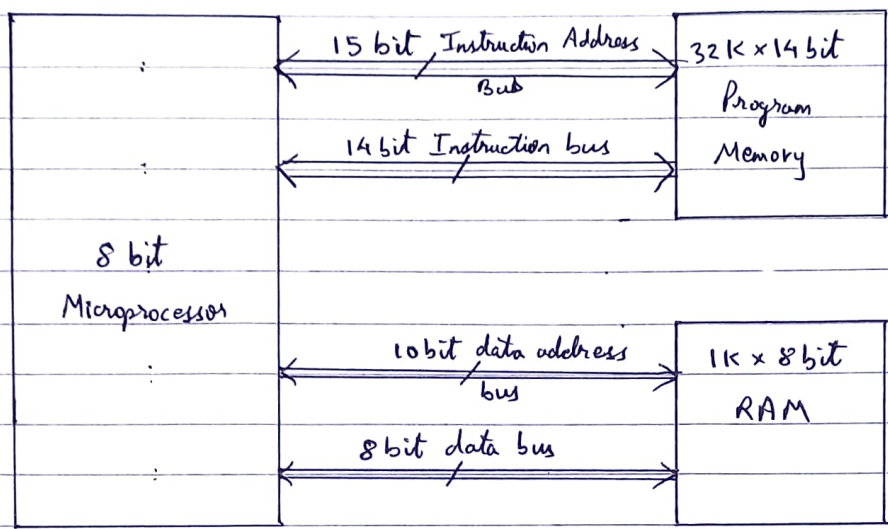 15 bit Instruction Address
Bus
32K x 14 bit
Program
Memory
14 bit Instruction bus
8 bit
Microprocessor
10 bit data address
bus
1K x 8 bit
RAM
8 bit data bus